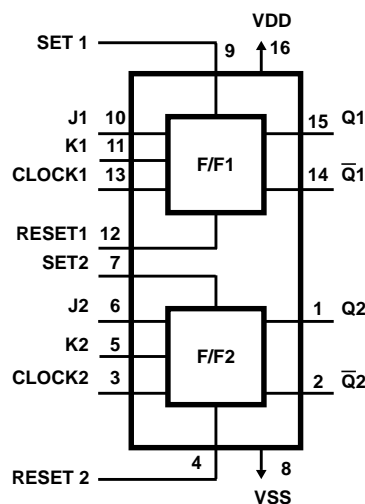 VDD
SET 1 9 16
J1 10 15 Q1
K1 11
F/F1
CLOCK1 13 14 Q̅1
RESET1 12
SET2 7
J2 6 1 Q2
K2 5
F/F2
CLOCK2 3 2 Q̅2
RESET 2 4 8
VSS